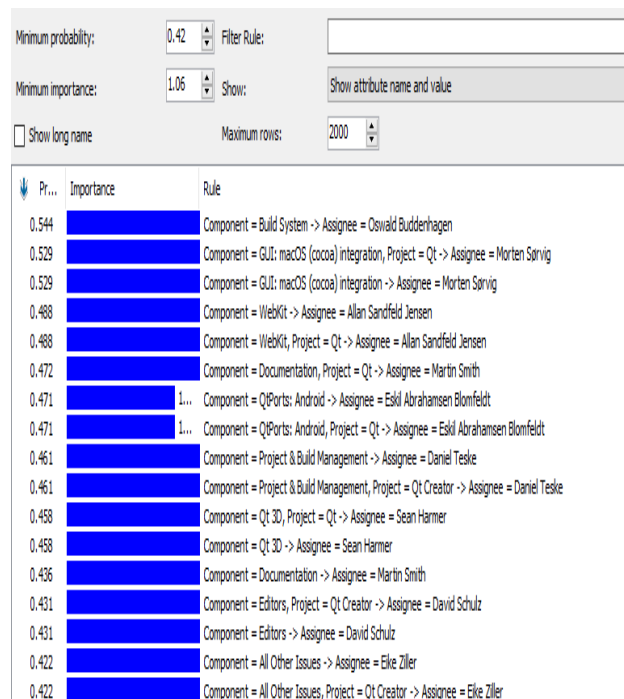 Minimum probability: 0.42 Filter Rule:
Minimum importance: 1.06 Show: Show attribute name and value
Show long name Maximum rows: 2000
Pr... Importance Rule
0.544 Component = Build System -> Assignee = Oswald Buddenhagen
0.529 Component = GUI: macOS (cocoa) integration, Project = Qt -> Assignee = Morten Sørvig
0.529 Component = GUI: macOS (cocoa) integration -> Assignee = Morten Sørvig
0.488 Component = WebKit -> Assignee = Allan Sandfeld Jensen
0.488 Component = WebKit, Project = Qt -> Assignee = Allan Sandfeld Jensen
0.472 Component = Documentation, Project = Qt -> Assignee = Martin Smith
0.471 1... Component = QtPorts: Android -> Assignee = Eskil Abrahamsen Blomfeldt
0.471 1... Component = QtPorts: Android, Project = Qt -> Assignee = Eskil Abrahamsen Blomfeldt
0.461 Component = Project & Build Management -> Assignee = Daniel Teske
0.461 Component = Project & Build Management, Project = Qt Creator -> Assignee = Daniel Teske
0.458 Component = Qt 3D, Project = Qt -> Assignee = Sean Harmer
0.458 Component = Qt 3D -> Assignee = Sean Harmer
0.436 Component = Documentation -> Assignee = Martin Smith
0.431 Component = Editors, Project = Qt Creator -> Assignee = David Schulz
0.431 Component = Editors -> Assignee = David Schulz
0.422 Component = All Other Issues -> Assignee = Eike Ziller
0.422 Component = All Other Issues, Project = Qt Creator -> Assignee = Eike Ziller